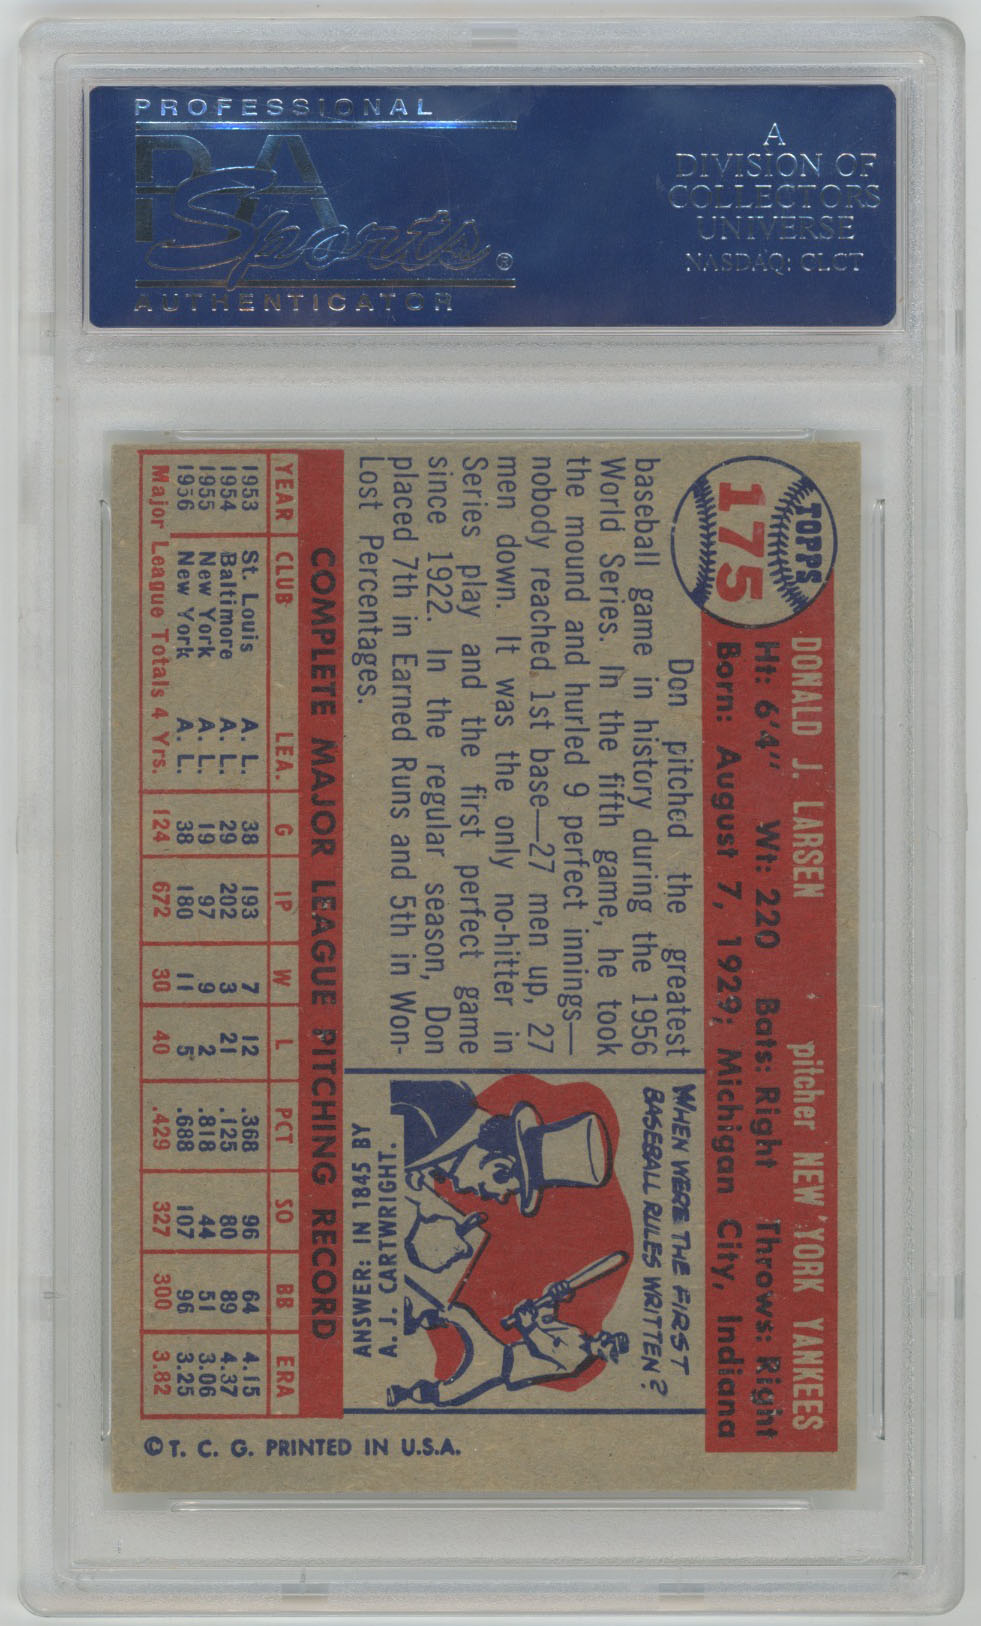 PROFESSIONAL
PSA
Sports®
AUTHENTICATOR
A
DIVISION OF
COLLECTORS
UNIVERSE
NASDAQ: CLCT
TOPPS
175
DONALD J. LARSEN pitcher NEW YORK YANKEES
Ht: 6'4" Wt: 220 Bats: Right Throws: Right
Born: August 7, 1929; Michigan City, Indiana
Don pitched the greatest
baseball game in history during the 1956
World Series. In the fifth game, he took
the mound and hurled 9 perfect innings—
nobody reached 1st base—27 men up, 27
men down. It was the only no-hitter in
Series play and the first perfect game
since 1922. In the regular season, Don
placed 7th in Earned Runs and 5th in Won-
Lost Percentages.
WHEN WERE THE FIRST
BASEBALL RULES WRITTEN?
ANSWER: IN 1845 BY
A. J. CARTWRIGHT.
COMPLETE MAJOR LEAGUE PITCHING RECORD
YEAR CLUB LEA. G IP W L PCT SO BB ERA
1953 St. Louis A. L. 38 193 7 12 .368 96 64 4.15
1954 Baltimore A. L. 29 202 3 21 .125 80 89 4.37
1955 New York A. L. 19 97 9 2 .818 44 51 3.06
1956 New York A. L. 38 180 11 5 .688 107 96 3.25
Major League Totals 4 Yrs. 124 672 30 40 .429 327 300 3.82
© T. C. G. PRINTED IN U.S.A.